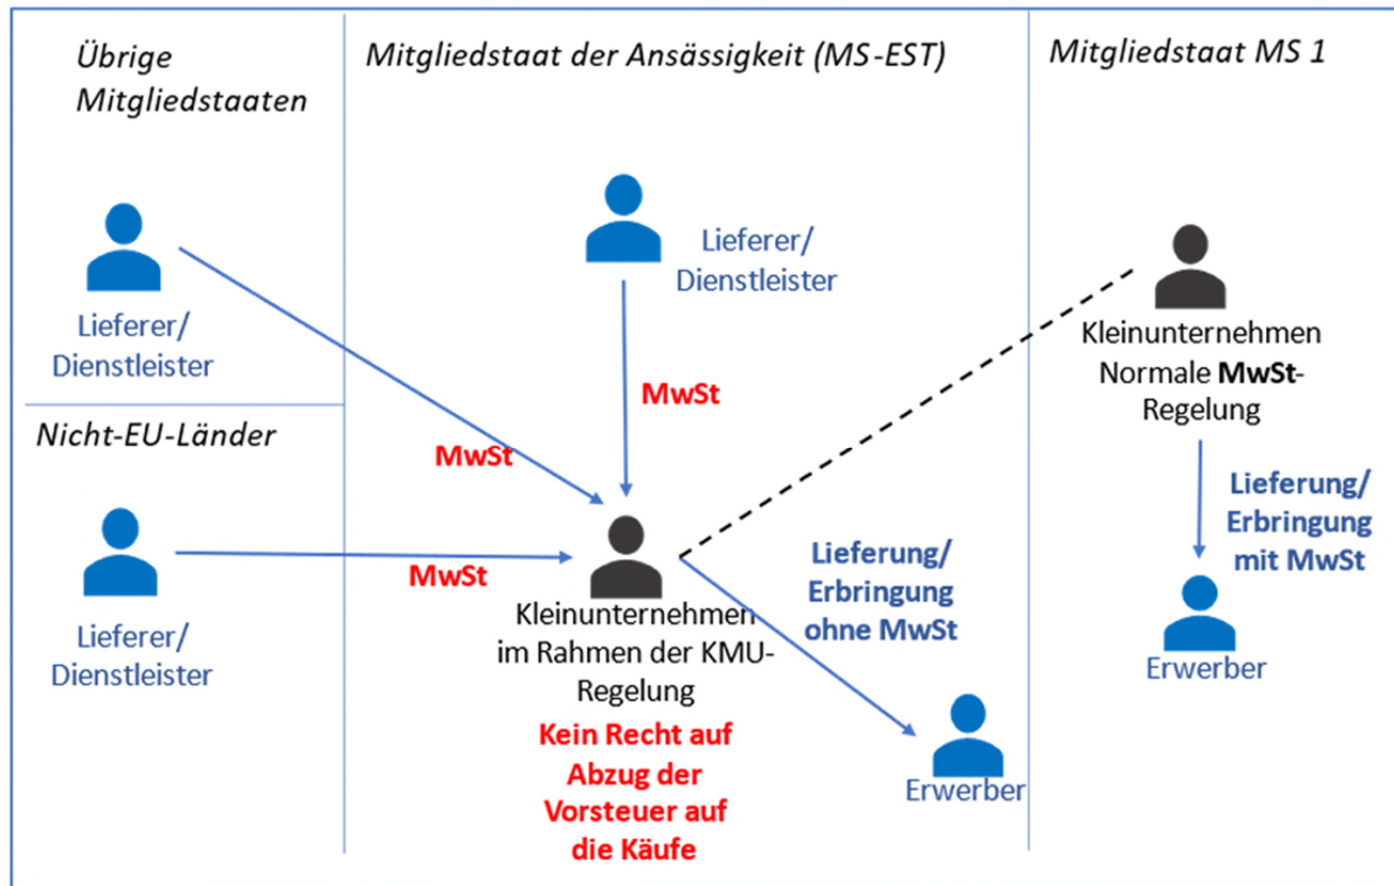 Übrige
Mitgliedstaaten
Lieferer/
Dienstleister
Nicht-EU-Länder
Lieferer/
Dienstleister
Mitgliedstaat der Ansässigkeit (MS-EST)
Lieferer/
Dienstleister
MwSt
MwSt
MwSt
Kleinunternehmen
im Rahmen der KMU-
Regelung
Kein Recht auf
Abzug der
Vorsteuer auf
die Käufe
Lieferung/
Erbringung
ohne MwSt
Erwerber
Mitgliedstaat MS 1
Kleinunternehmen
Normale MwSt-
Regelung
Lieferung/
Erbringung
mit MwSt
Erwerber